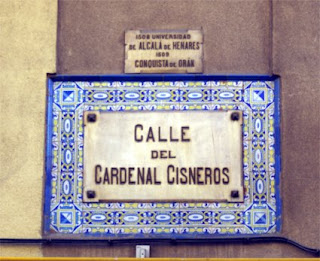 1508 UNIVERSIDAD
DE ALCALÁ DE HENARES
1509
CONQUISTA DE ORÁN
CALLE
DEL
CARDENAL CISNEROS